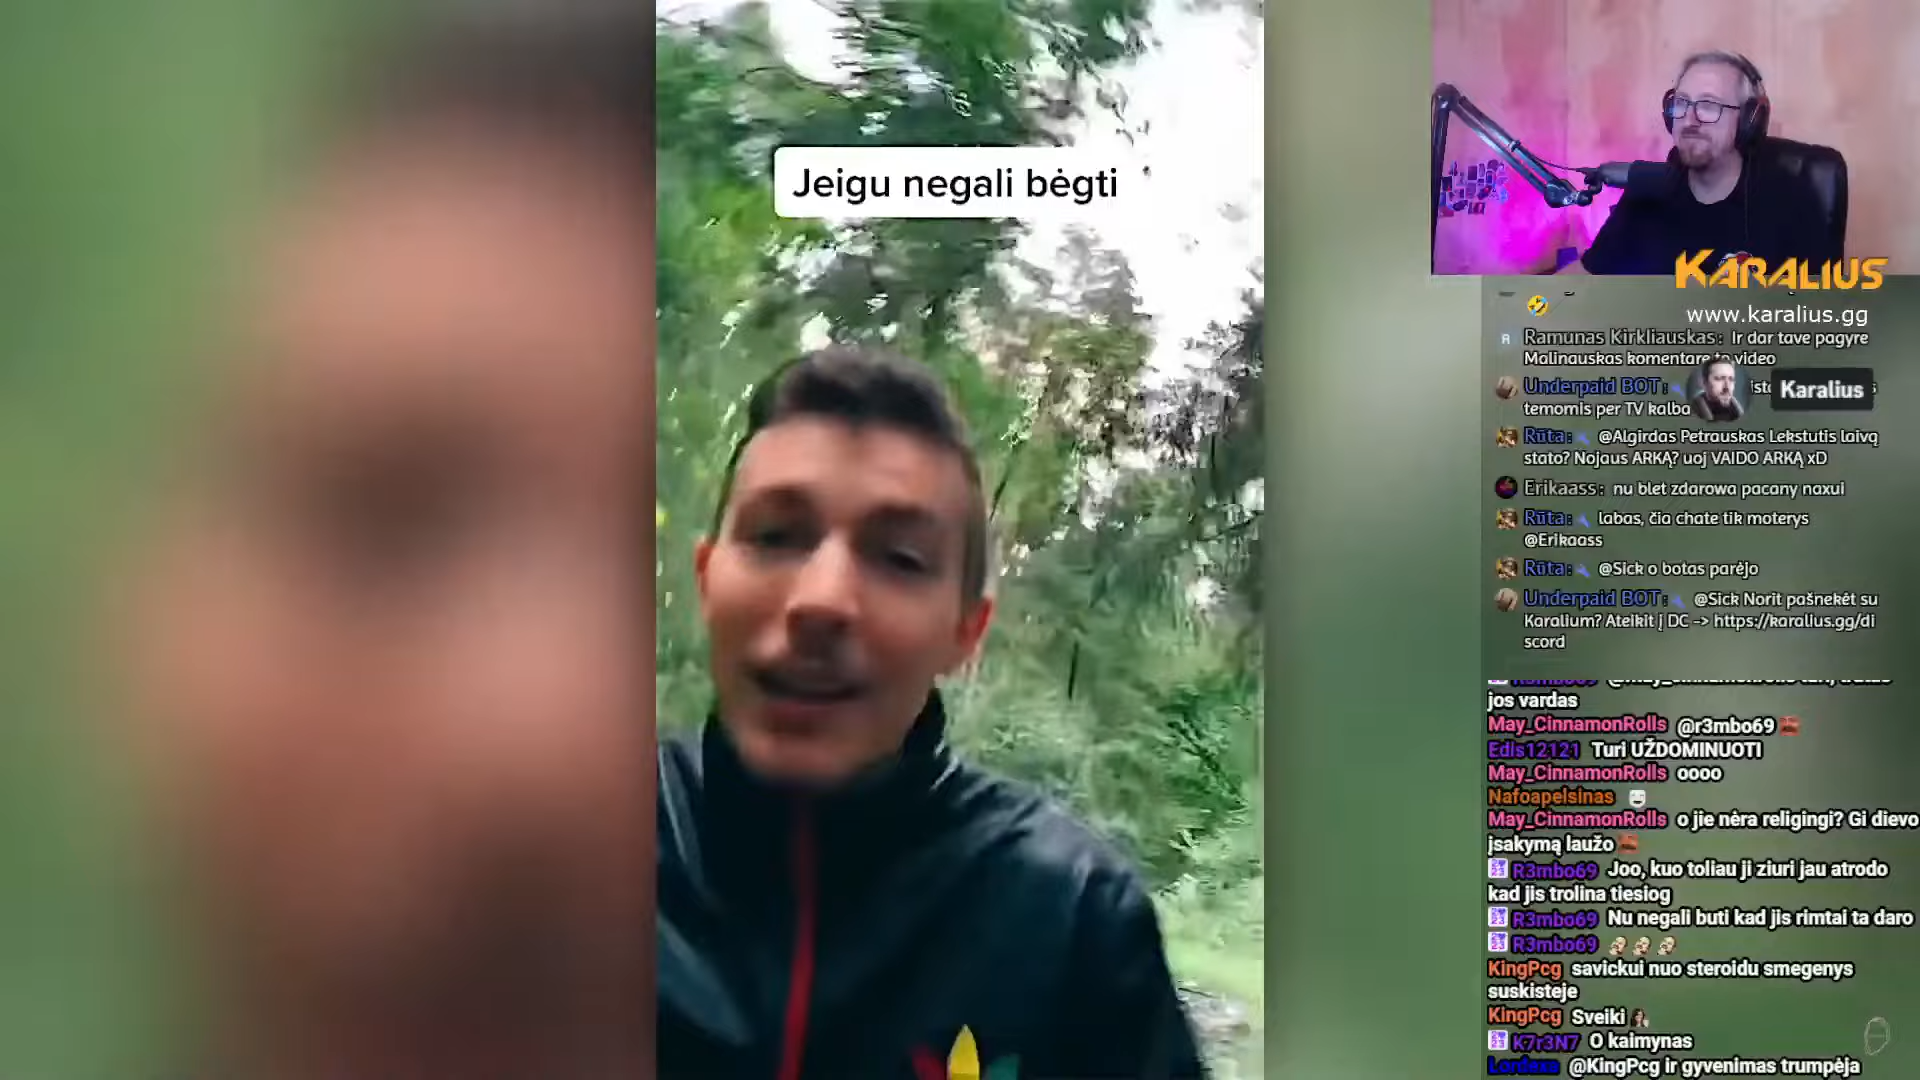 Jeigu negali bėgti
KARALIUS
www.karalius.gg
Ramunas Kirkliauskas: Ir dar tave pagyre
Malinauskas komentare to video
Underpaid BOT:
Karalius
temomis per TV kalba
Rūta: @Algirdas Petrauskas Lekstutis laivą
stato? Nojaus ARKĄ? uoj VAIDO ARKĄ xD
Erikaass: nu blet zdarowa pacany naxui
Rūta: labas, čia chate tik moterys
@Erikaass
Rūta: @Sick o botas parėjo
Underpaid BOT: @Sick Norit pašnekėt su
Karalium? Ateikit į DC -> https://karalius.gg/di
scord
jos vardas
May_CinnamonRolls @r3mbo69
Edis12121 Turi UŽDOMINUOTI
May_CinnamonRolls oooo
Nafoapelsinas
May_CinnamonRolls o jie nėra religingi? Gi dievo
įsakymą laužo
R3mbo69 Joo, kuo toliau ji ziuri jau atrodo
kad jis trolina tiesiog
R3mbo69 Nu negali buti kad jis rimtai ta daro
R3mbo69
KingPcg savickui nuo steroidu smegenys
suskisteje
KingPcg Sveiki
K7r3N7 O kaimynas
Lordexa @KingPcg ir gyvenimas trumpėja